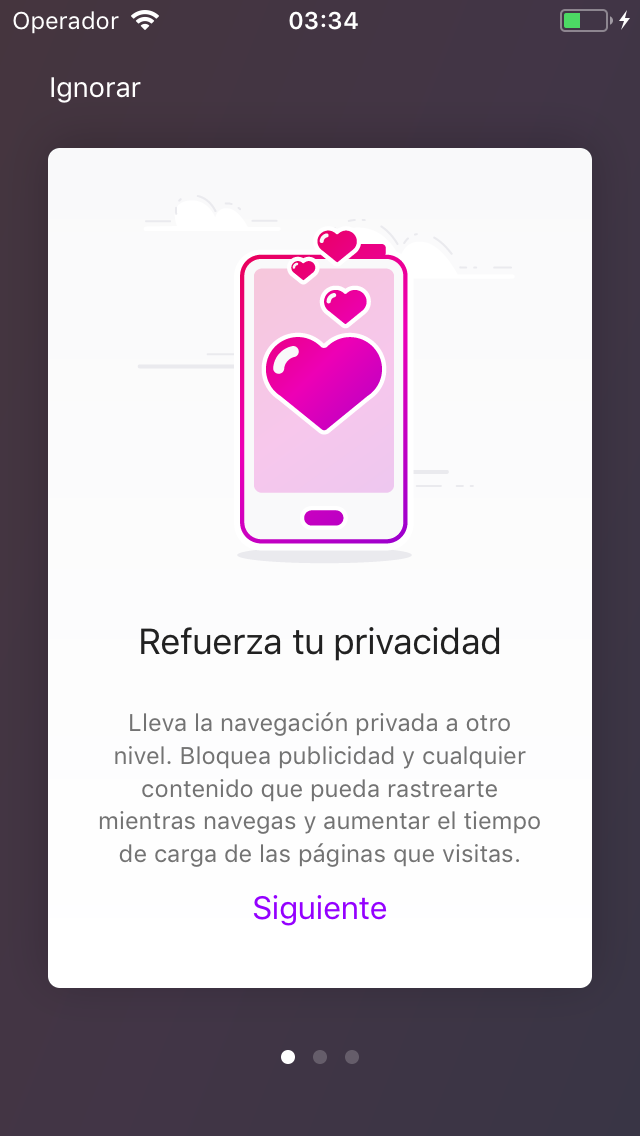 Operador
03:34
Ignorar
Refuerza tu privacidad
Lleva la navegación privada a otro
nivel. Bloquea publicidad y cualquier
contenido que pueda rastrearte
mientras navegas y aumentar el tiempo
de carga de las páginas que visitas.
Siguiente